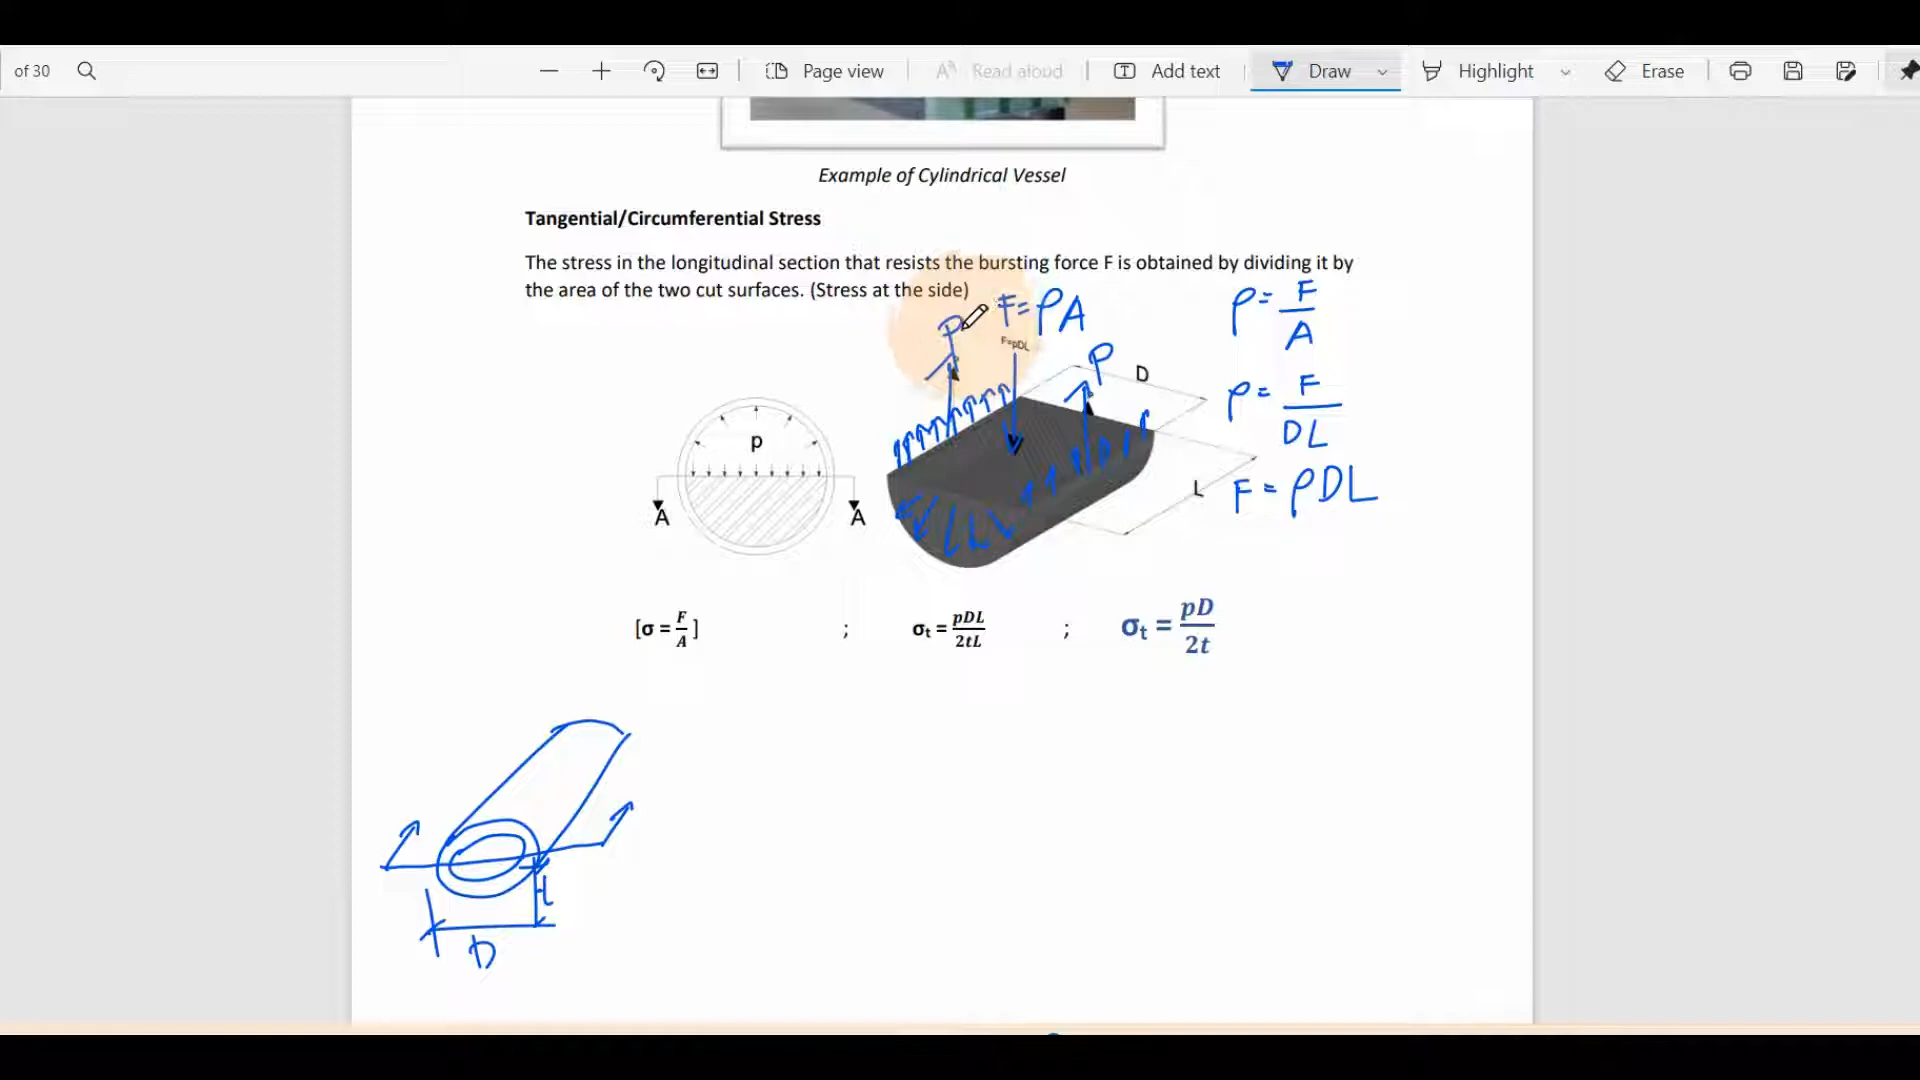 of 30
Page view
Read aloud
Add text
Draw
Highlight
Erase
Example of Cylindrical Vessel
Tangential/Circumferential Stress
The stress in the longitudinal section that resists the bursting force F is obtained by dividing it by
the area of the two cut surfaces. (Stress at the side)
P
F = ρA
ρ = F/A
F=pDL
P
D
ρ = F/DL
p
L
F = ρDL
A
A
[σ = F/A]
;
σt = pDL/2tL
;
σt = pD/2t
t
D